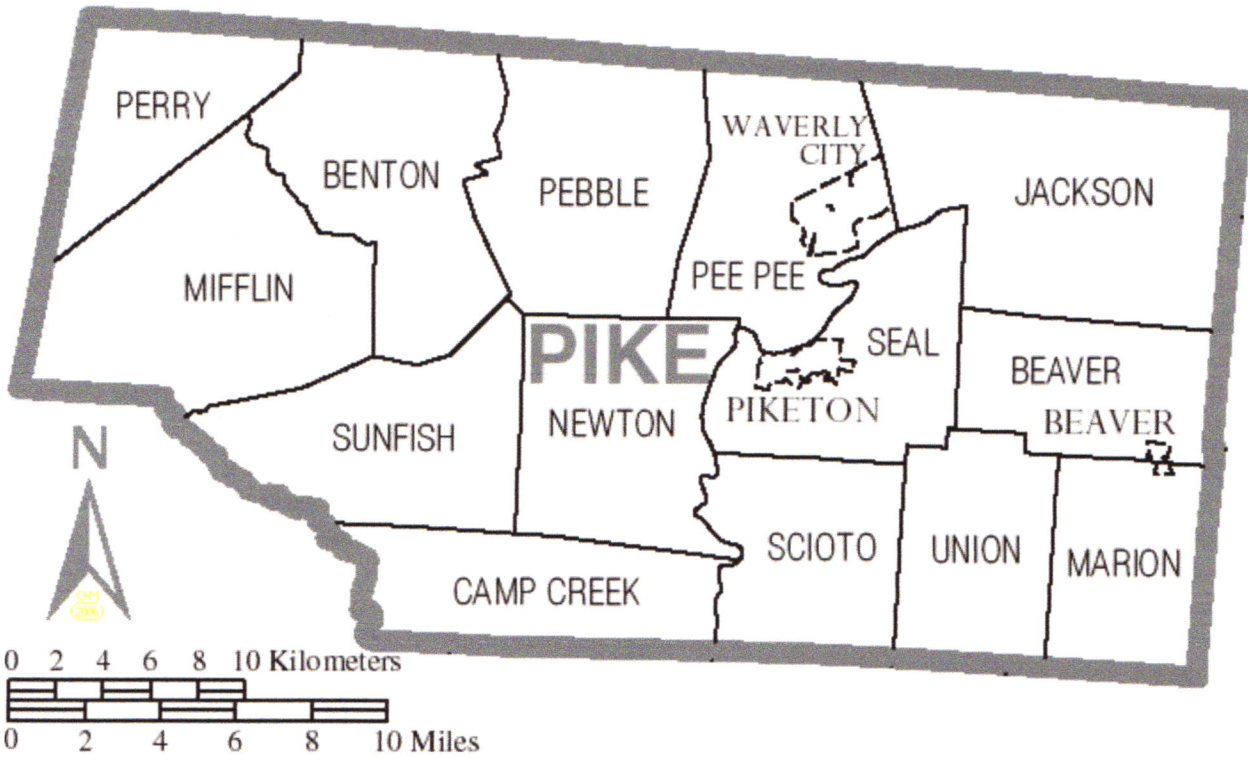 PERRY
BENTON
PEBBLE
WAVERLY
CITY
JACKSON
MIFFLIN
PEE PEE
PIKE
SEAL
BEAVER
SUNFISH
NEWTON
PIKETON
BEAVER
N
SCIOTO
UNION
MARION
CAMP CREEK
0 2 4 6 8 10 Kilometers
0 2 4 6 8 10 Miles